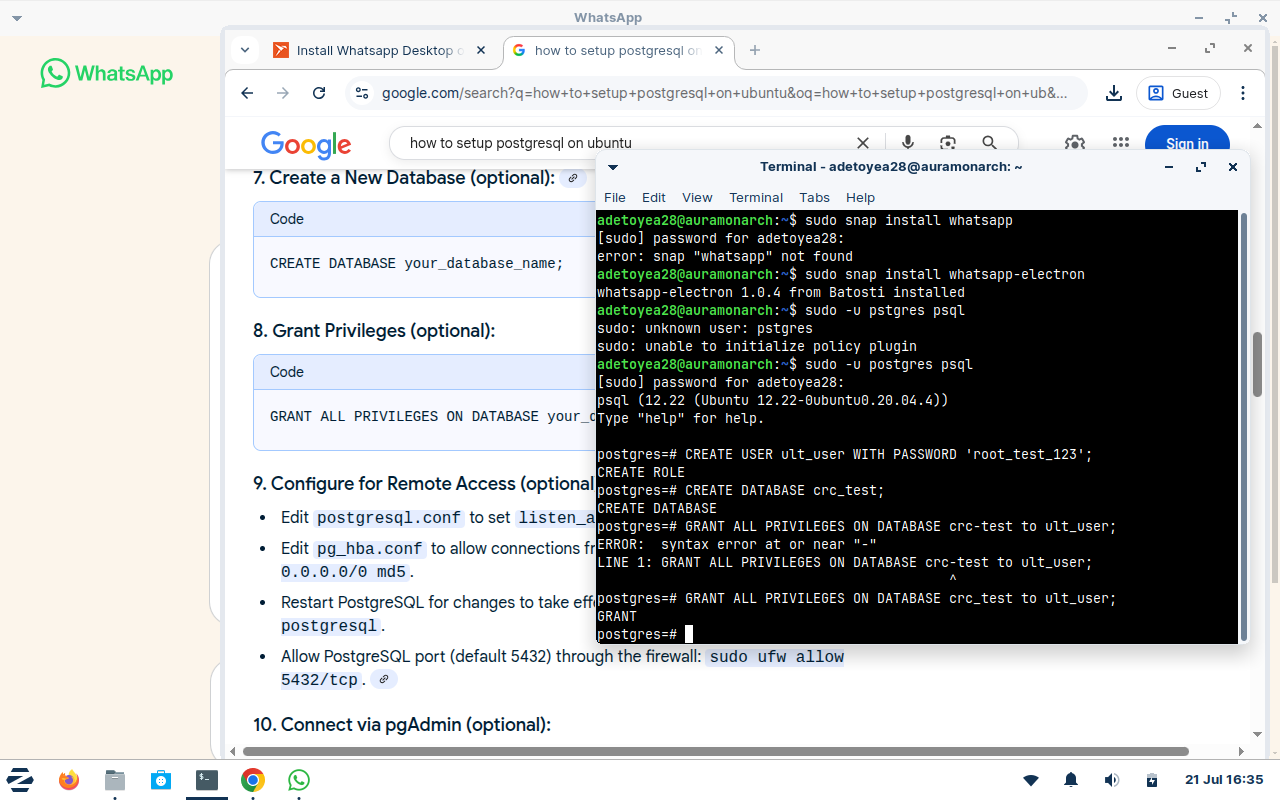 WhatsApp
WhatsApp
Install Whatsapp Desktop o
how to setup postgresql on
google.com/search?q=how+to+setup+postgresql+on+ubuntu&oq=how+to+setup+postgresql+on+ub&...
Guest
Google
how to setup postgresql on ubuntu
Sign in
7. Create a New Database (optional):
Code
CREATE DATABASE your_database_name;
8. Grant Privileges (optional):
Code
GRANT ALL PRIVILEGES ON DATABASE your_d
9. Configure for Remote Access (optional
Edit postgresql.conf to set listen_a
Edit pg_hba.conf to allow connections fr
0.0.0.0/0 md5.
Restart PostgreSQL for changes to take effe
postgresql.
Allow PostgreSQL port (default 5432) through the firewall: sudo ufw allow
5432/tcp.
10. Connect via pgAdmin (optional):
Terminal - adetoyea28@auramonarch: ~
File Edit View Terminal Tabs Help
adetoyea28@auramonarch:~$ sudo snap install whatsapp
[sudo] password for adetoyea28:
error: snap "whatsapp" not found
adetoyea28@auramonarch:~$ sudo snap install whatsapp-electron
whatsapp-electron 1.0.4 from Batosti installed
adetoyea28@auramonarch:~$ sudo -u pstgres psql
sudo: unknown user: pstgres
sudo: unable to initialize policy plugin
adetoyea28@auramonarch:~$ sudo -u postgres psql
[sudo] password for adetoyea28:
psql (12.22 (Ubuntu 12.22-0ubuntu0.20.04.4))
Type "help" for help.
postgres=# CREATE USER ult_user WITH PASSWORD 'root_test_123';
CREATE ROLE
postgres=# CREATE DATABASE crc_test;
CREATE DATABASE
postgres=# GRANT ALL PRIVILEGES ON DATABASE crc-test to ult_user;
ERROR:  syntax error at or near "-"
LINE 1: GRANT ALL PRIVILEGES ON DATABASE crc-test to ult_user;
^
postgres=# GRANT ALL PRIVILEGES ON DATABASE crc_test to ult_user;
GRANT
postgres=#
21 Jul 16:35